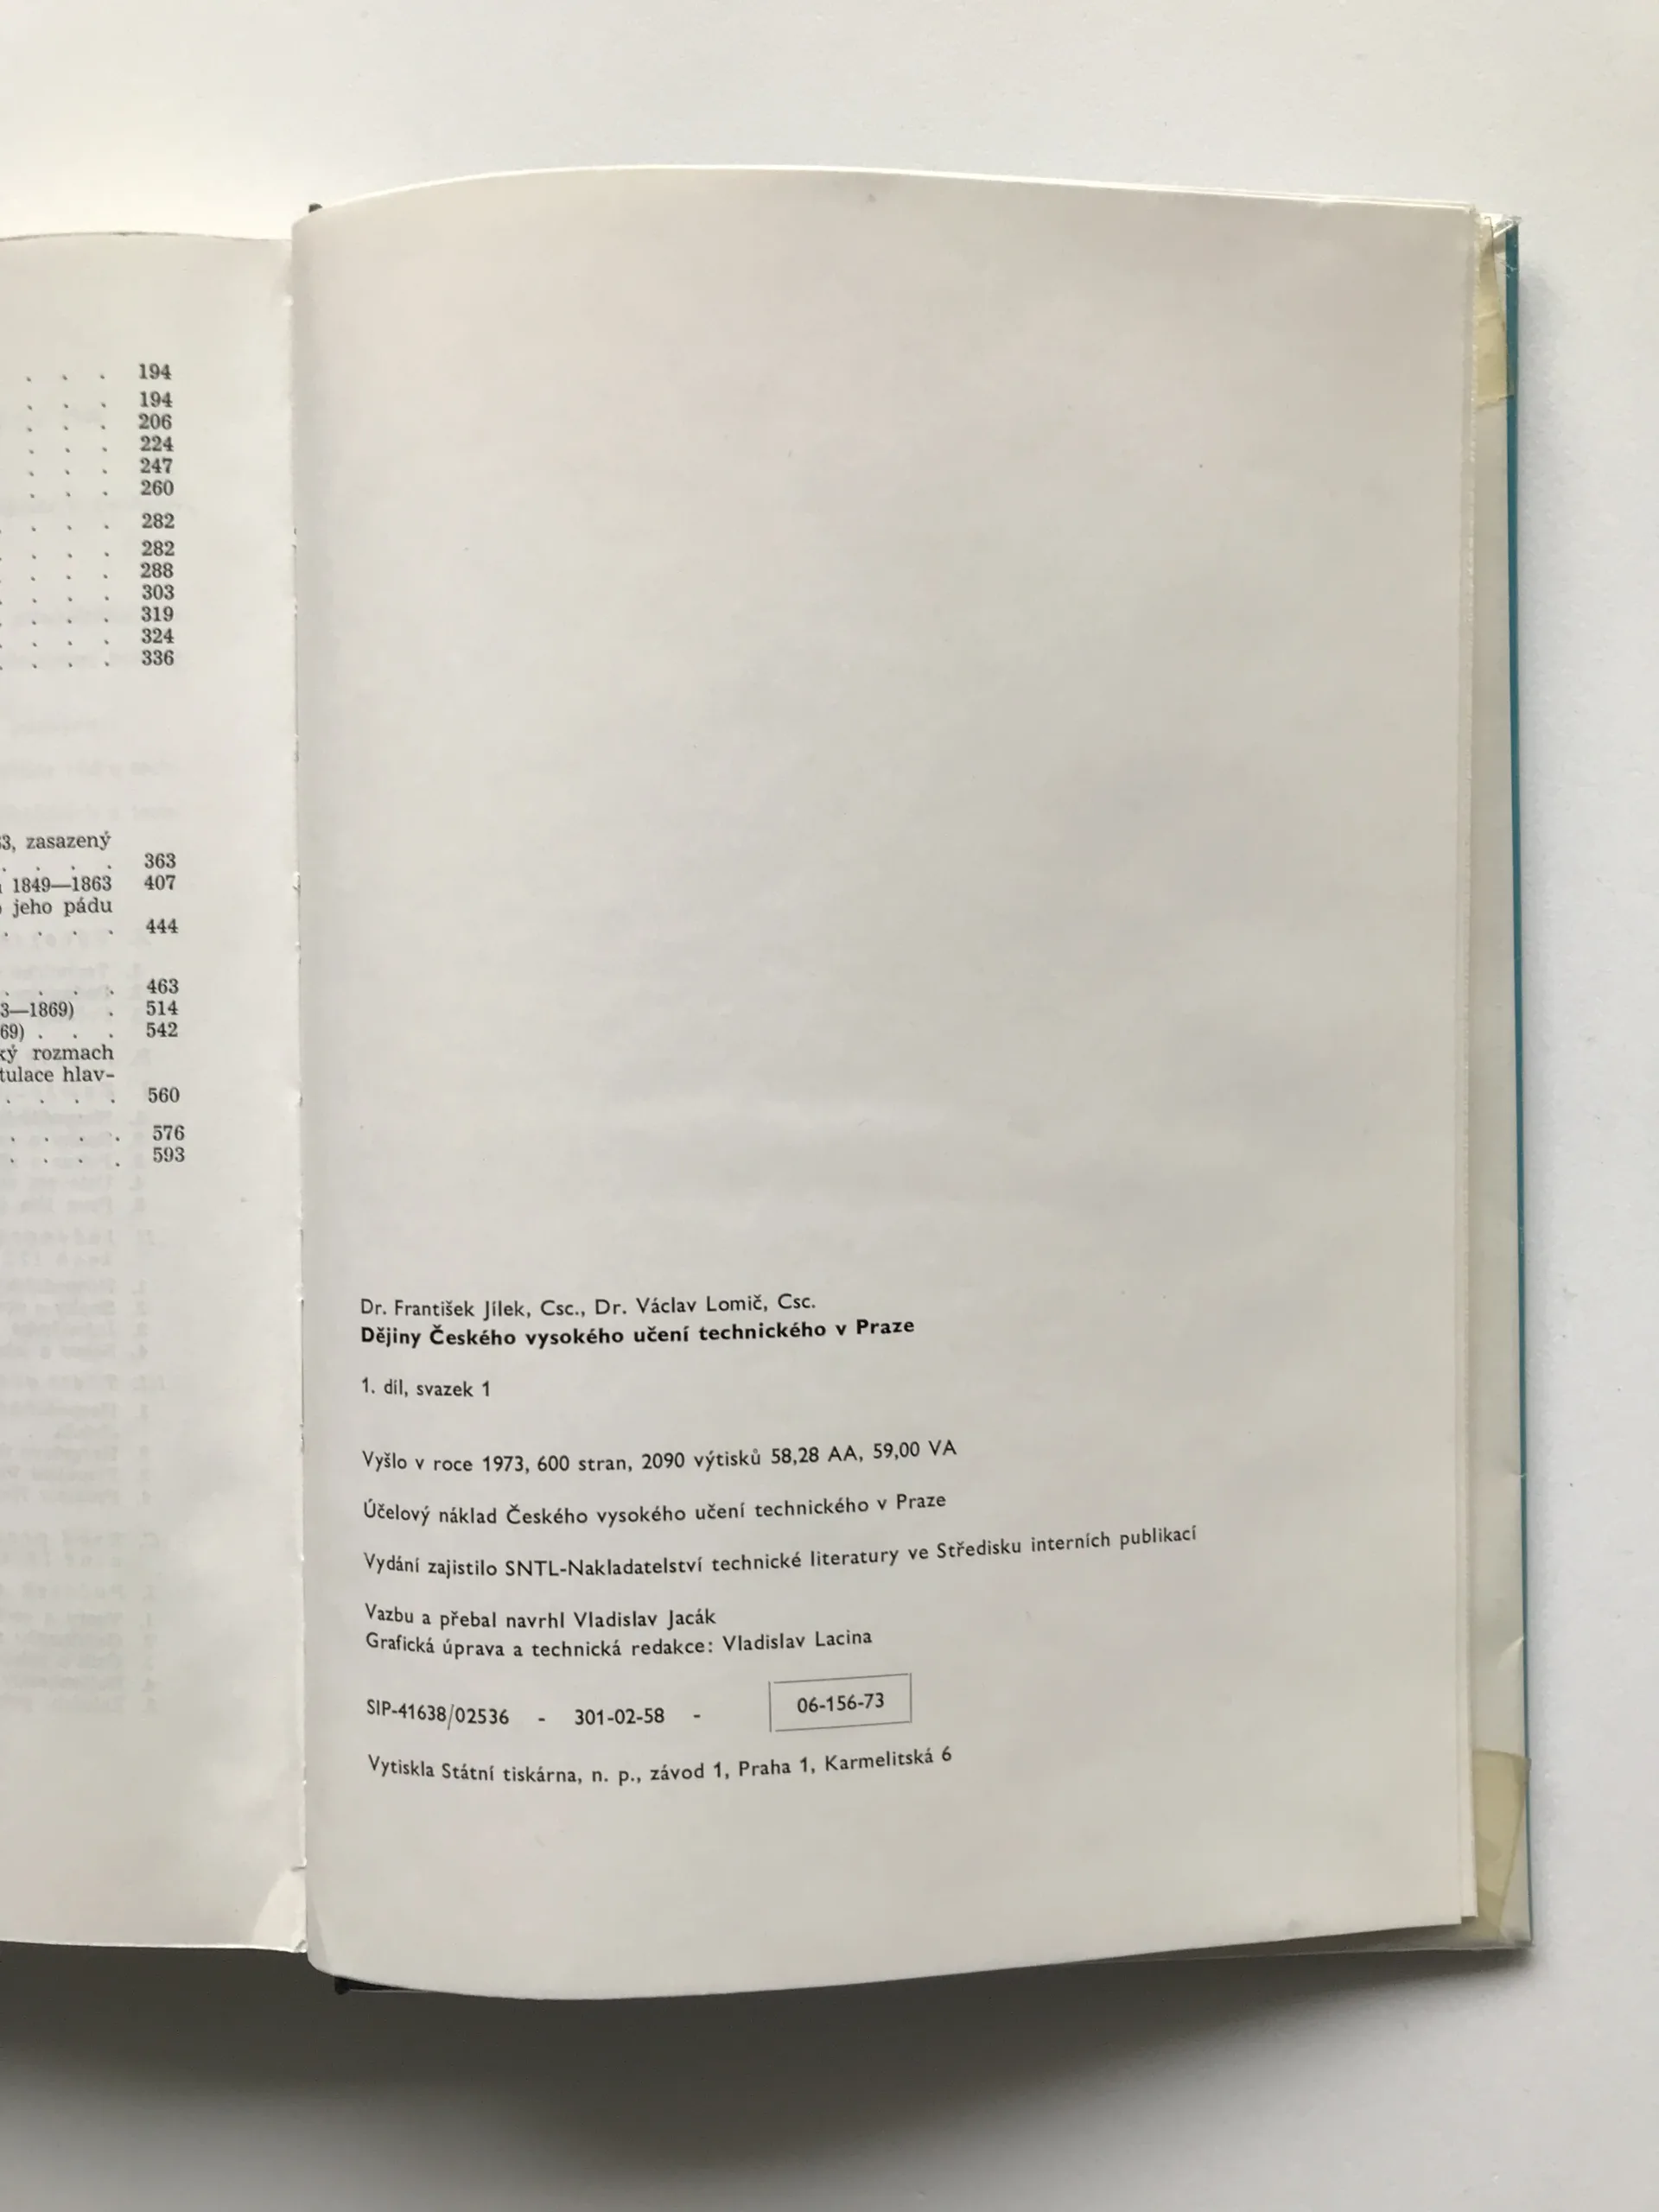 . . . 194
. . . 194
. . . 206
. . . 224
. . . 247
. . . 260
. . . . 282
. . . . 282
. . . . 288
. . . . 303
. . . . 319
. . . . 324
. . . . 336
3, zasazený
. . . . 363
1849—1863 407
jeho pádu
. . . . 444
. . . . 463
3—1869) . 514
69) . . . 542
ký rozmach
tulace hlav-
. . . . 560
. . . . 576
. . . . 593
Dr. František Jílek, Csc., Dr. Václav Lomič, Csc.
Dějiny Českého vysokého učení technického v Praze
1. díl, svazek 1
Vyšlo v roce 1973, 600 stran, 2090 výtisků 58,28 AA, 59,00 VA
Účelový náklad Českého vysokého učení technického v Praze
Vydání zajistilo SNTL-Nakladatelství technické literatury ve Středisku interních publikací
Vazbu a přebal navrhl Vladislav Jacák
Grafická úprava a technická redakce: Vladislav Lacina
SIP-41638/02536 - 301-02-58 - 06-156-73
Vytiskla Státní tiskárna, n. p., závod 1, Praha 1, Karmelitská 6